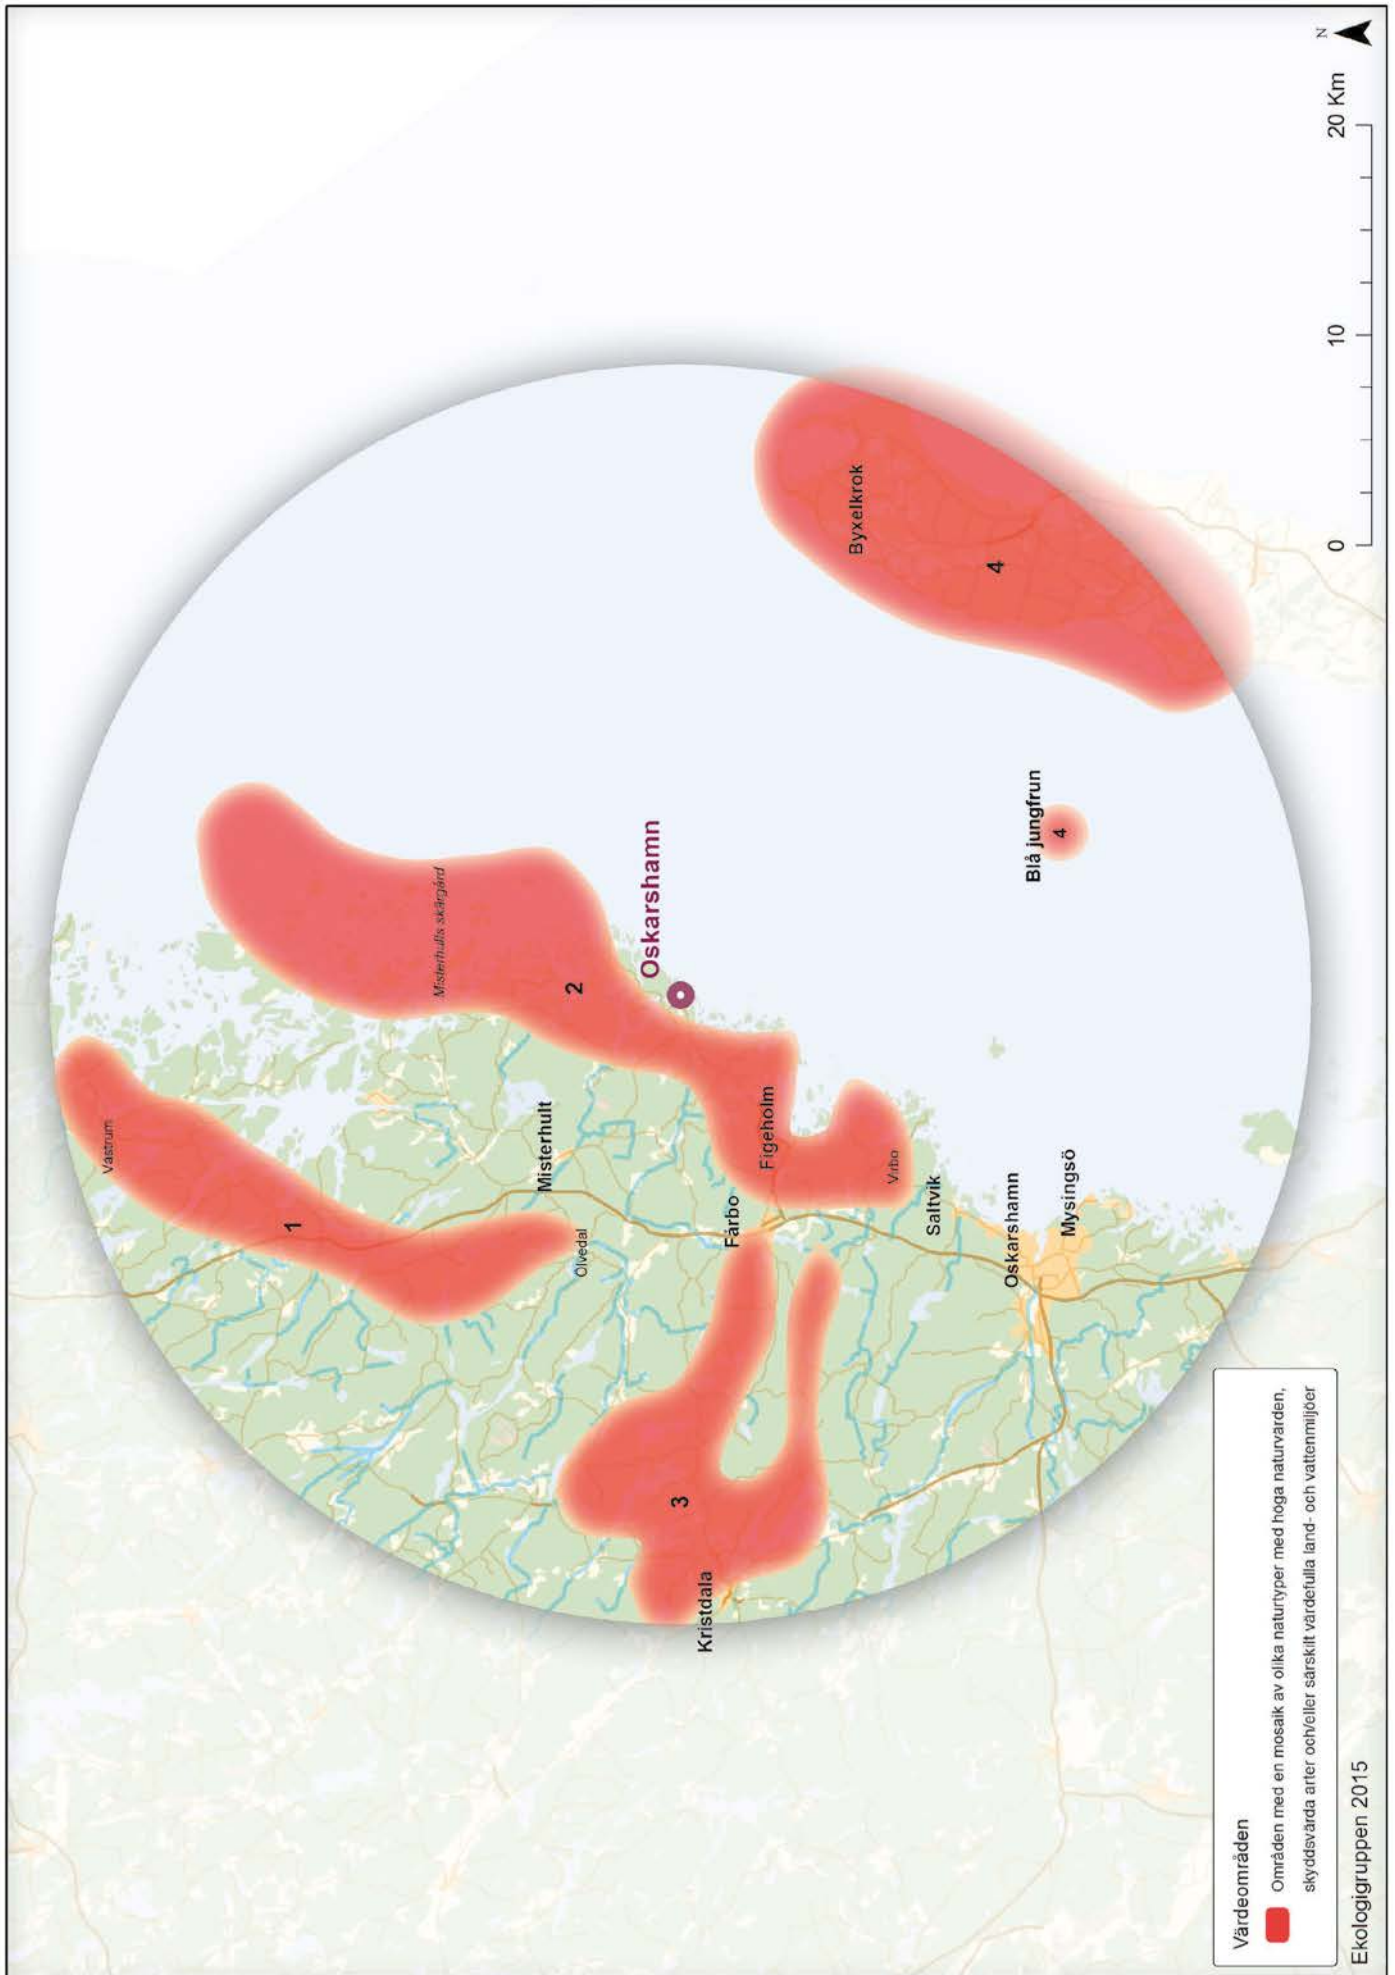 Västrum
1
Misterhults skärgård
Ölvedal
Misterhult
2
Oskarshamn
Kristdala
3
Fårbo
Figeholm
Virbo
Saltvik
Byxelkrok
4
Oskarshamn
Mysingsö
Blå jungfrun
4
Värdeområden
Områden med en mosaik av olika naturtyper med höga naturvärden,
skyddsvärda arter och/eller särskilt värdefulla land- och vattenmiljöer
Ekologigruppen 2015
0 10 20 Km
N